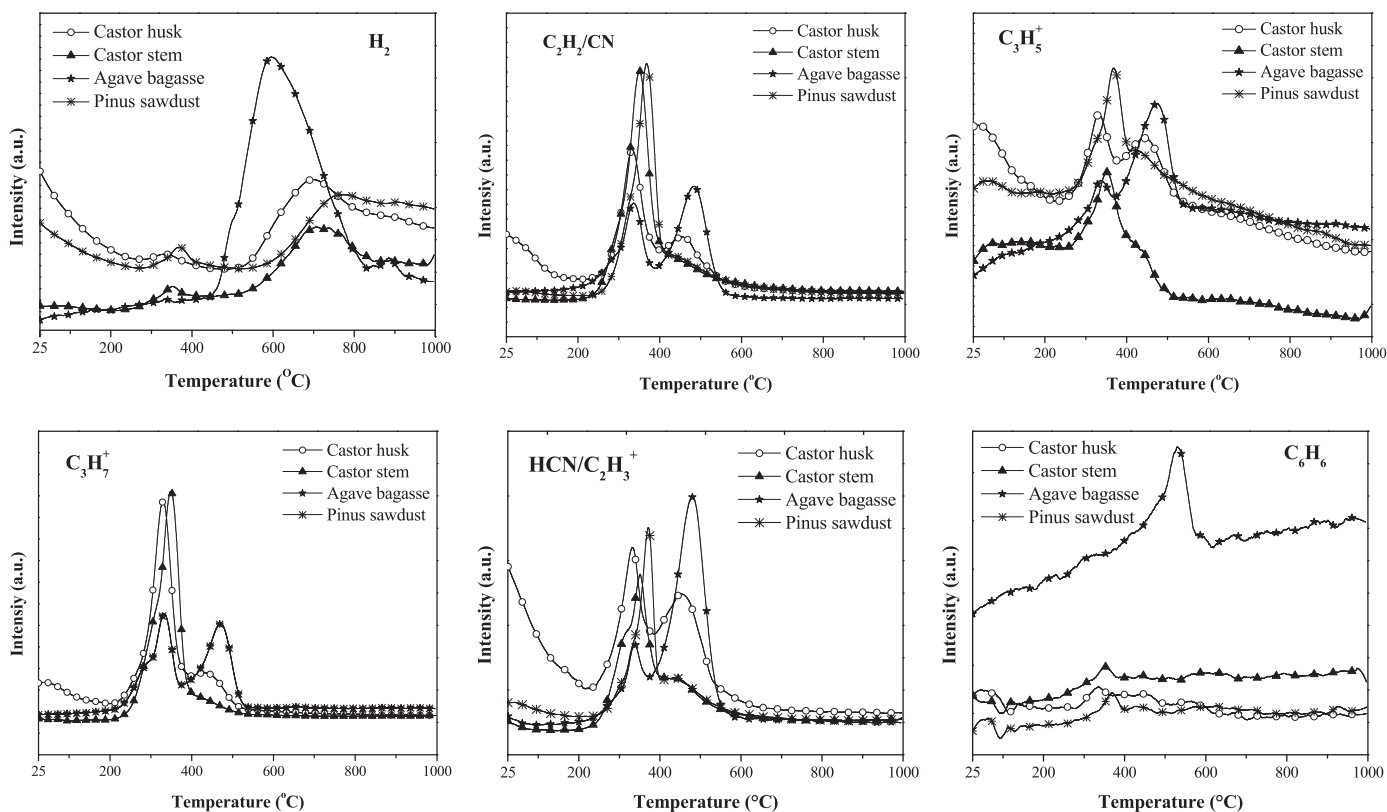 Castor husk
Castor stem
Agave bagasse
Pinus sawdust
H₂
Intensity (a.u.)
25 200 400 600 800 1000
Temperature (°C)
C₂H₂/CN
Castor husk
Castor stem
Agave bagasse
Pinus sawdust
Intensiy (a.u.)
25 200 400 600 800 1000
Temperature (°C)
C₃H₅⁺
Castor husk
Castor stem
Agave bagasse
Pinus sawdust
Intensity (a.u.)
25 200 400 600 800 1000
Temperature (°C)
C₃H₇⁺
Castor husk
Castor stem
Agave bagasse
Pinus sawdust
Intensiy (a.u.)
25 200 400 600 800 1000
Temperature (°C)
HCN/C₂H₃⁺
Castor husk
Castor stem
Agave bagasse
Pinus sawdust
Intensiy (a.u.)
25 200 400 600 800 1000
Temperature (°C)
Castor husk
Castor stem
Agave bagasse
Pinus sawdust
C₆H₆
Intensity (a.u.)
25 200 400 600 800 1000
Temperature (°C)